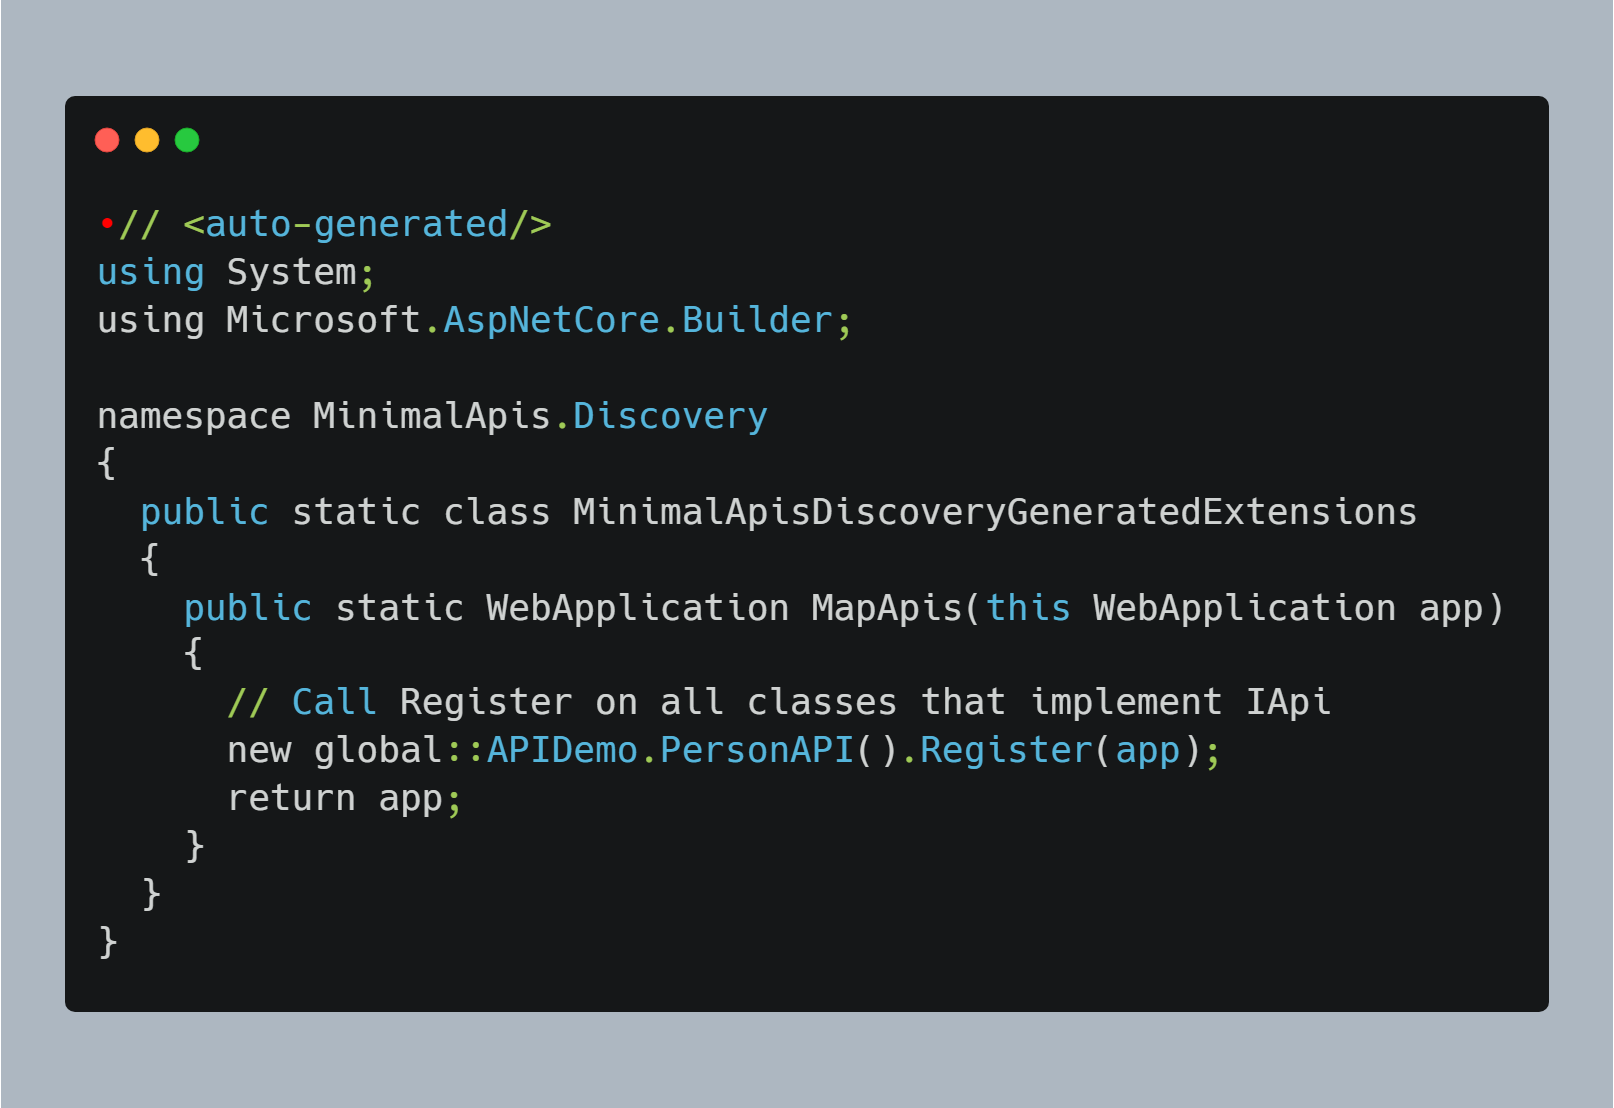 •// <auto-generated/>
using System;
using Microsoft.AspNetCore.Builder;

namespace MinimalApis.Discovery
{
  public static class MinimalApisDiscoveryGeneratedExtensions
  {
    public static WebApplication MapApis(this WebApplication app)
    {
      // Call Register on all classes that implement IApi
      new global::APIDemo.PersonAPI().Register(app);
      return app;
    }
  }
}